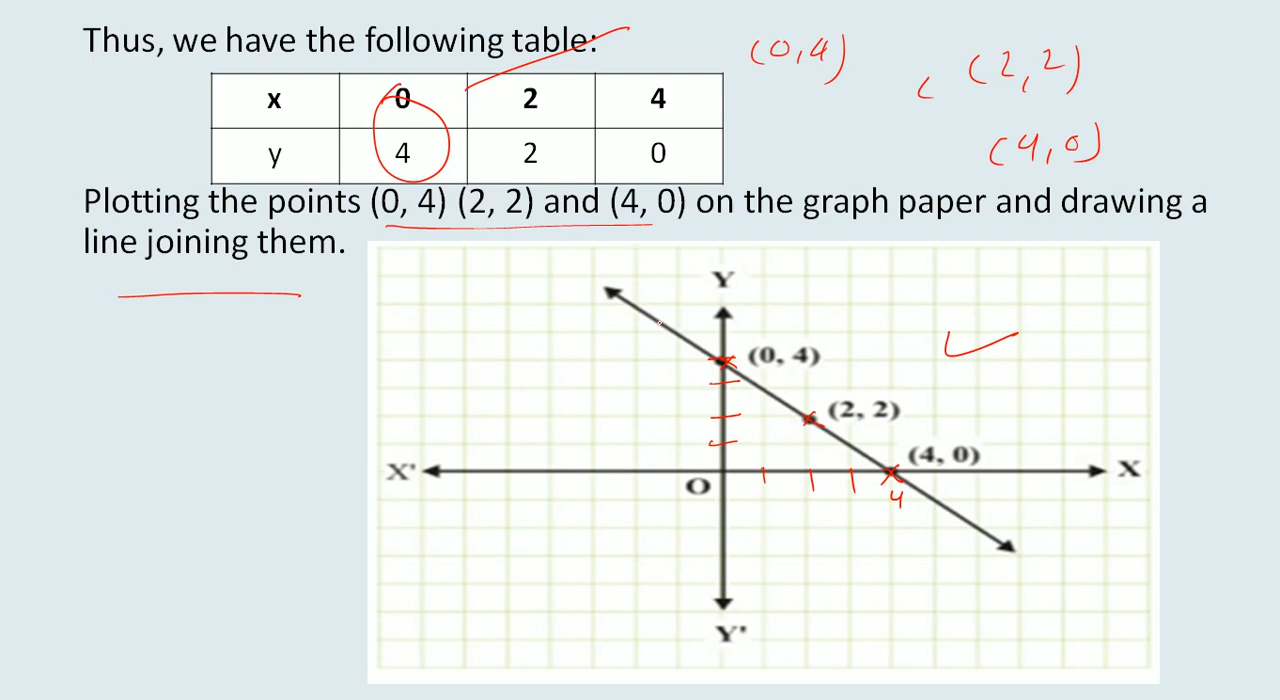 Thus, we have the following table:
(0,4)
( (2,2)
(4,0)
x 0 2 4
y 4 2 0
Plotting the points (0, 4) (2, 2) and (4, 0) on the graph paper and drawing a
line joining them.
Y
(0, 4)
(2, 2)
(4, 0)
X' X
O
4
Y'